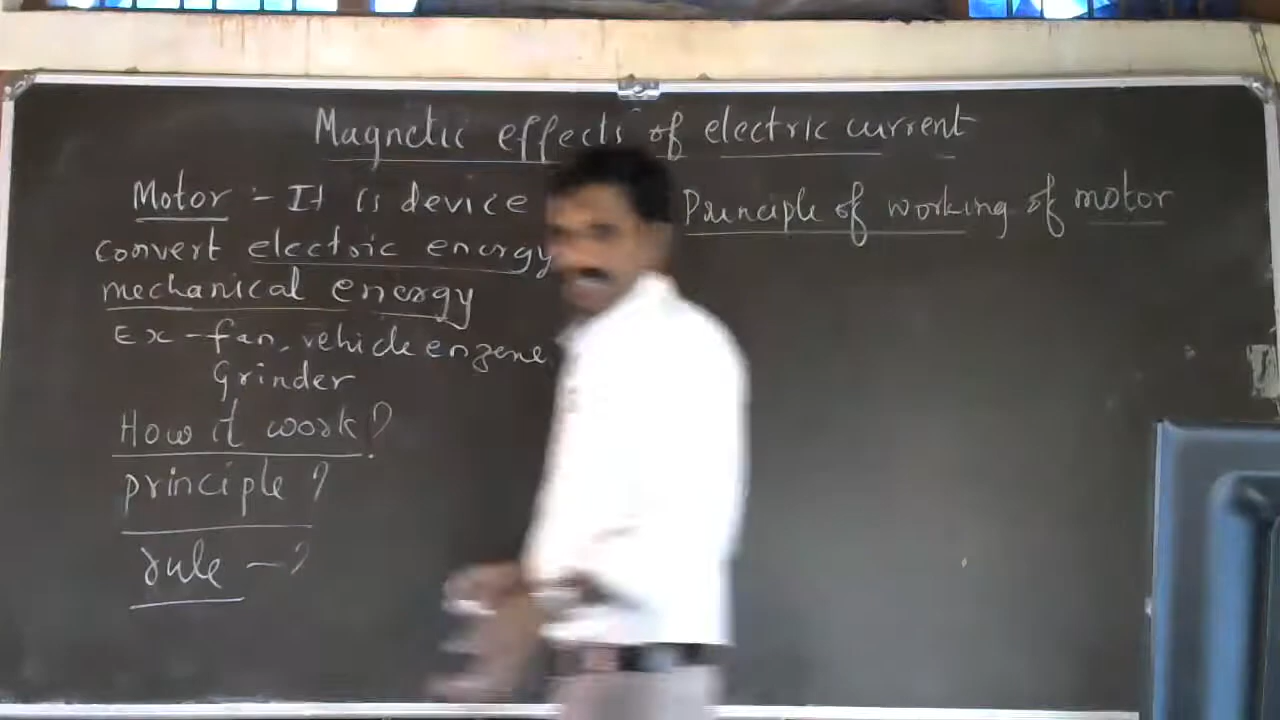 Magnetic effects of electric current
Motor :- It is device
convert electric energy
mechanical energy
Ex - fan, vehicle enzene
Grinder
How it work?
principle?
rule -?
Principle of working of motor